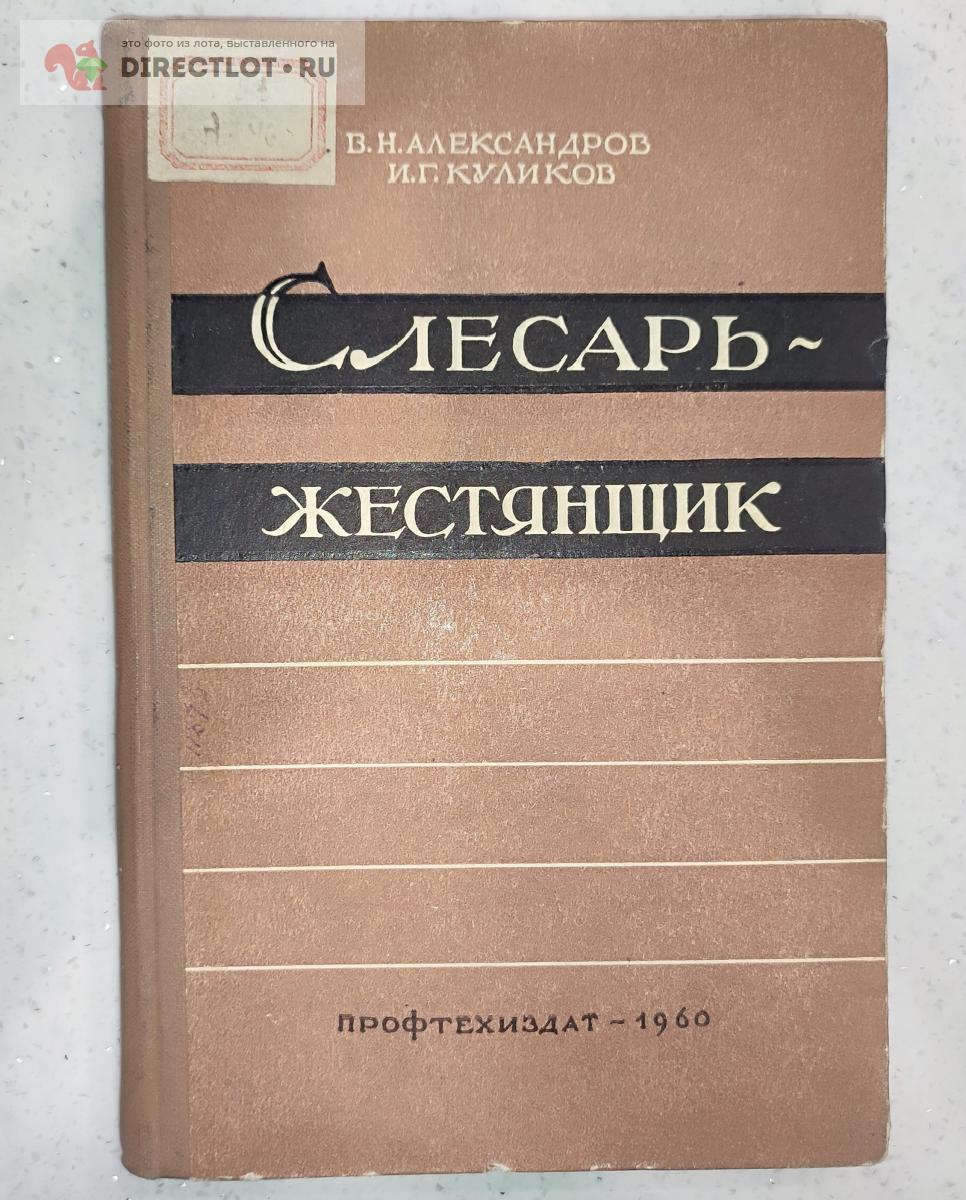 это фото из лота, выставленного на
DIRECTLOT•RU
В.Н.АЛЕКСАНДРОВ
И.Г.КУЛИКОВ
СЛЕСАРЬ-
ЖЕСТЯНЩИК
ПРОФТЕХИЗДАТ-1960